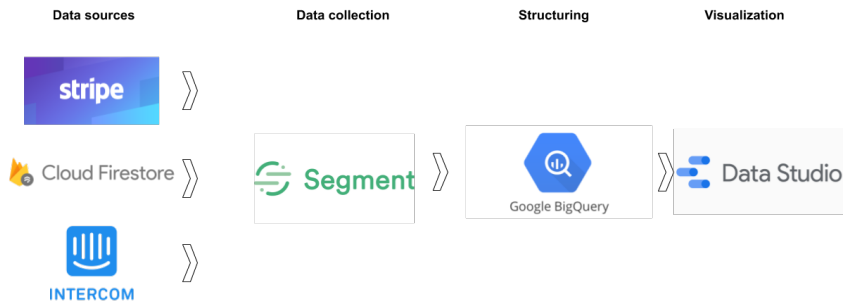 Data sources
Data collection
Structuring
Visualization
stripe
Cloud Firestore
Segment
Google BigQuery
Data Studio
INTERCOM